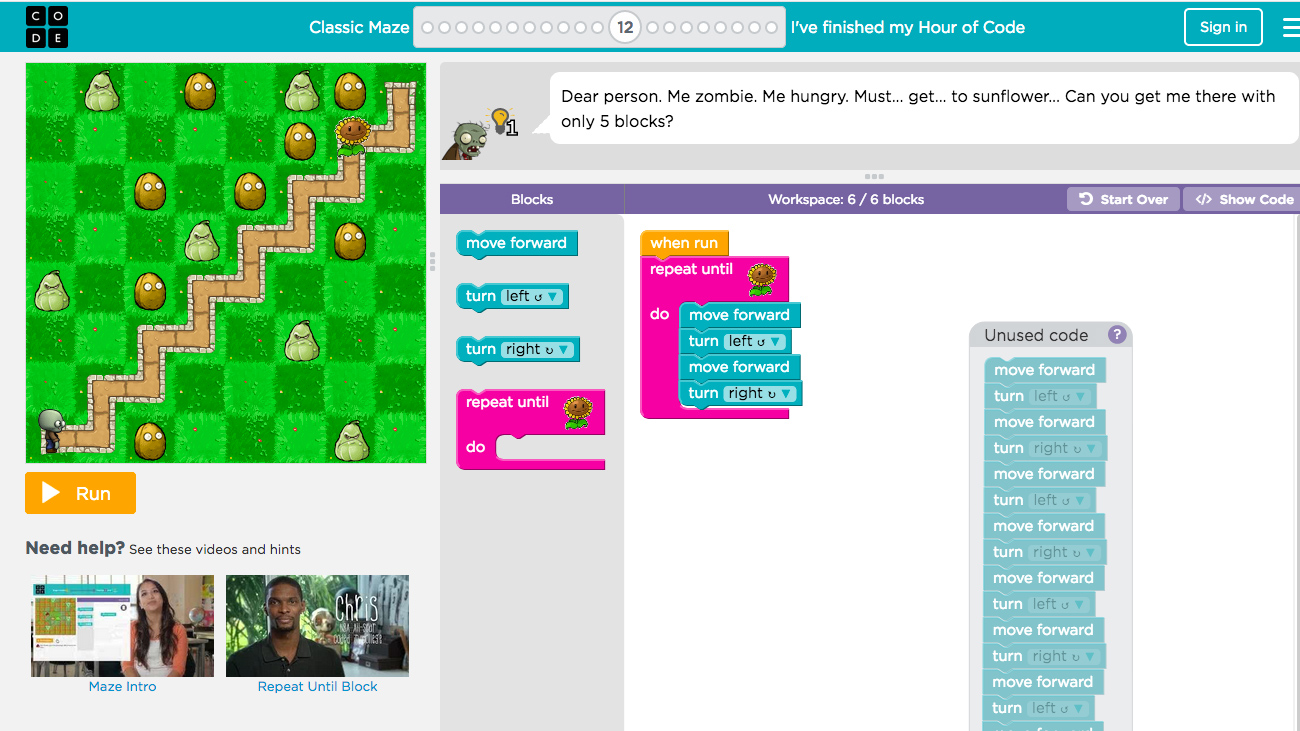 C O
D E
Classic Maze
12
I've finished my Hour of Code
Sign in
Dear person. Me zombie. Me hungry. Must... get... to sunflower... Can you get me there with
only 5 blocks?
1
Blocks
Workspace: 6 / 6 blocks
Start Over
</> Show Code
move forward
turn left ↺ ▼
turn right ↻ ▼
repeat until
do
when run
repeat until
do
move forward
turn left ↺ ▼
move forward
turn right ↻ ▼
Unused code ?
move forward
turn left ↺ ▼
move forward
turn right ↻ ▼
move forward
turn left ↺ ▼
move forward
turn right ↻ ▼
move forward
turn left ↺ ▼
move forward
turn right ↻ ▼
move forward
turn left ↺ ▼
Run
Need help? See these videos and hints
Chris
Maze Intro
Repeat Until Block